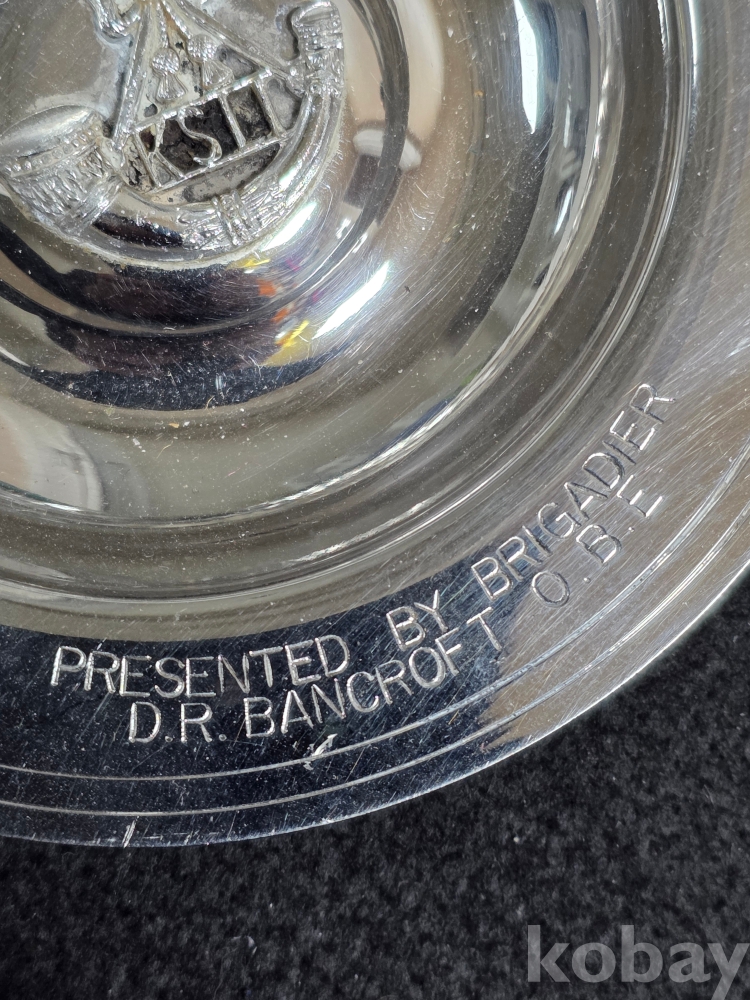 KSLI
PRESENTED BY BRIGADIER
D.R. BANCROFT O.B.E
kobay